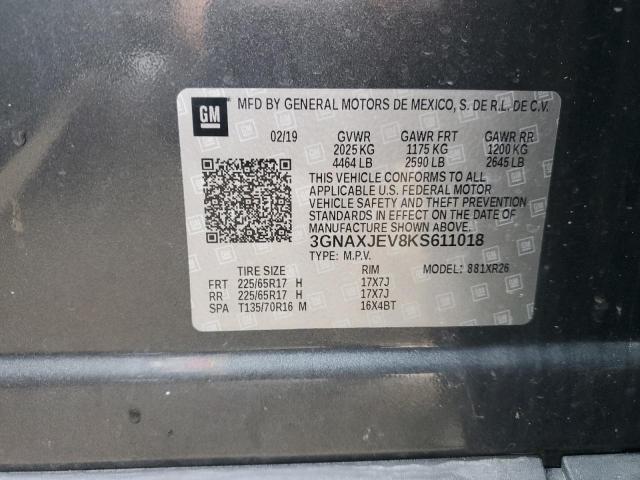 GM MFD BY GENERAL MOTORS DE MEXICO, S. DE R.L. DE C.V.
02/19 GVWR GAWR FRT GAWR RR
2025 KG 1175 KG 1200 KG
4464 LB 2590 LB 2645 LB
THIS VEHICLE CONFORMS TO ALL
APPLICABLE U.S. FEDERAL MOTOR
VEHICLE SAFETY AND THEFT PREVENTION
STANDARDS IN EFFECT ON THE DATE OF
MANUFACTURE SHOWN ABOVE.
3GNAXJEV8KS611018
TYPE: M.P.V. MODEL: 881XR26
TIRE SIZE RIM
FRT 225/65R17 H 17X7J
RR 225/65R17 H 17X7J
SPA T135/70R16 M 16X4BT